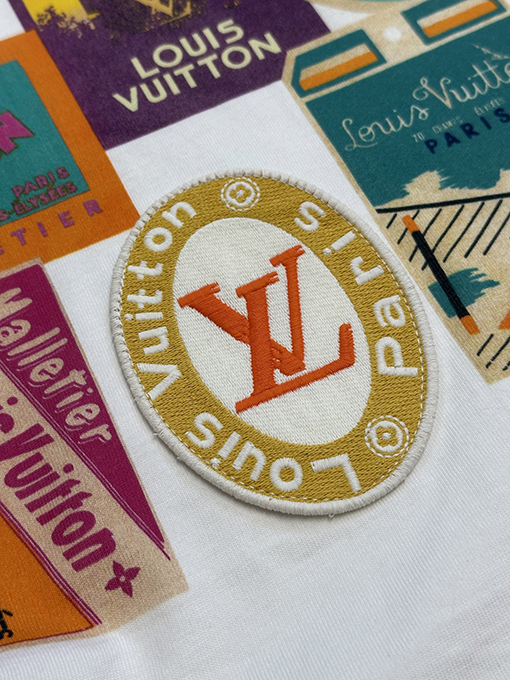 LOUIS
VUITTON
Louis Vuitton
PARIS
PARIS
Malletier
Vuitton
Louis Vuitton
Paris
LV